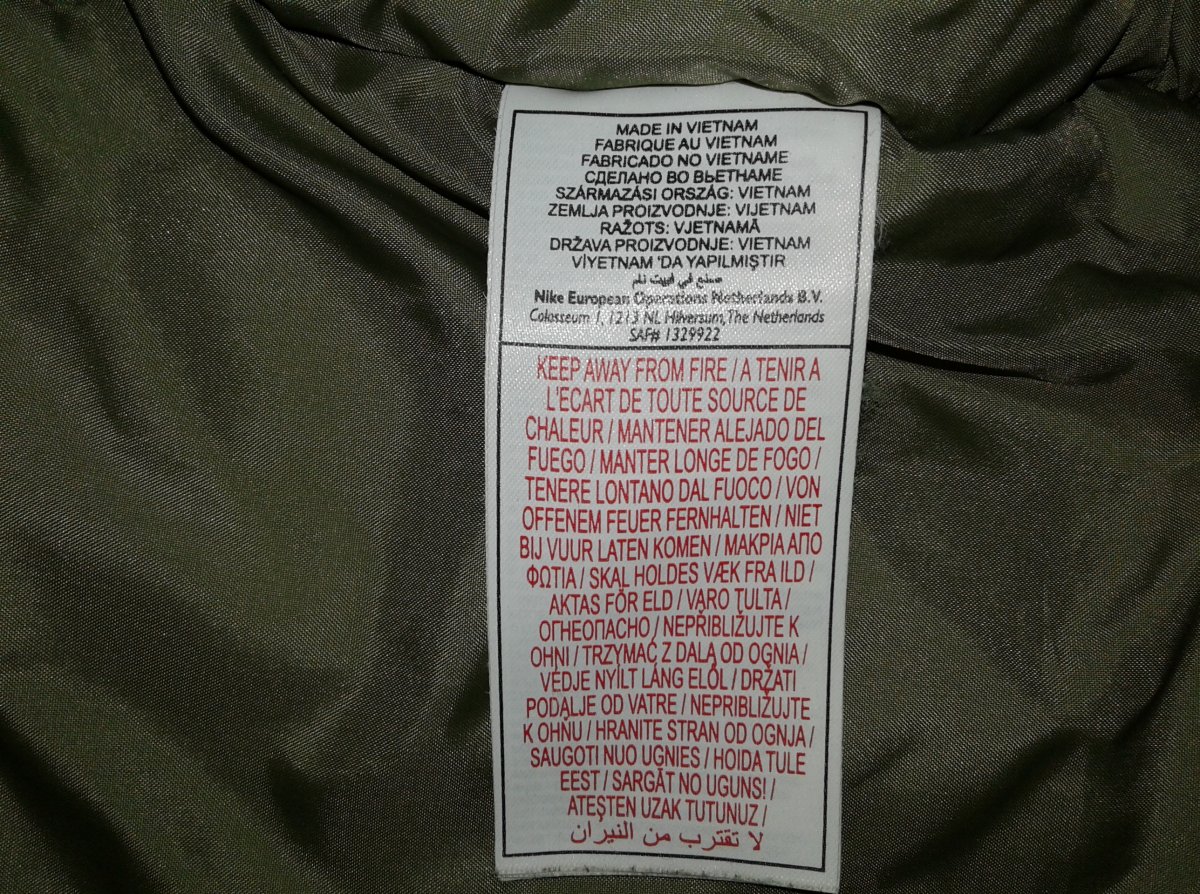 MADE IN VIETNAM
FABRIQUE AU VIETNAM
FABRICADO NO VIETNAME
СДЕЛАНО ВО ВЬЕТНАМЕ
SZÁRMAZÁSI ORSZÁG: VIETNAM
ZEMLJA PROIZVODNJE: VIJETNAM
RAŽOTS: VJETNAMĀ
DRŽAVA PROIZVODNJE: VIETNAM
VİYETNAM 'DA YAPILMIŞTIR
صنع في فييت نام
Nike European Operations Netherlands B.V.
Colosseum 1, 1213 NL Hilversum, The Netherlands
SAF# 1329922
KEEP AWAY FROM FIRE / A TENIR A
L'ECART DE TOUTE SOURCE DE
CHALEUR / MANTENER ALEJADO DEL
FUEGO / MANTER LONGE DE FOGO /
TENERE LONTANO DAL FUOCO / VON
OFFENEM FEUER FERNHALTEN / NIET
BIJ VUUR LATEN KOMEN / ΜΑΚΡΙΑ ΑΠΟ
ΦΩΤΙΑ / SKAL HOLDES VÆK FRA ILD /
AKTAS FÖR ELD / VARO TULTA /
ОГНЕОПАСНО / NEPŘIBLIŽUJTE K
OHNI / TRZYMAĆ Z DALA OD OGNIA /
VÉDJE NYÍLT LÁNG ELŐL / DRŽATI
PODALJE OD VATRE / NEPRIBLIŽUJTE
K OHŇU / HRANITE STRAN OD OGNJA /
SAUGOTI NUO UGNIES / HOIDA TULE
EEST / SARGĀT NO UGUNS! /
ATEŞTEN UZAK TUTUNUZ /
لا تقترب من النيران